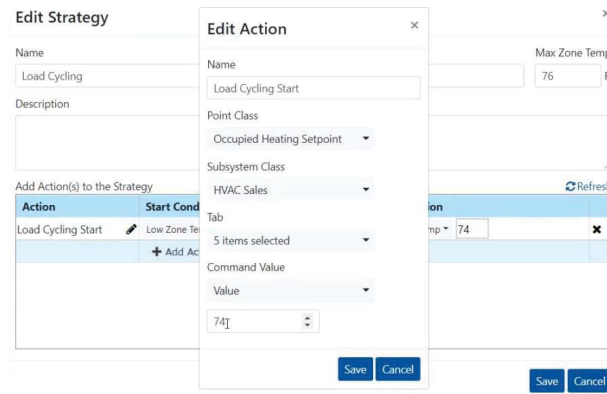 Edit Strategy
×
Name
Max Zone Temp
Load Cycling
76
F
Description
Add Action(s) to the Strategy
Refresh
Action
Start Cond
ion
Load Cycling Start
Low Zone Te
mp
74
Add Ac
Save
Cancel
Edit Action
×
Name
Load Cycling Start
Point Class
Occupied Heating Setpoint
Subsystem Class
HVAC Sales
Tab
5 items selected
Command Value
Value
74
Save
Cancel